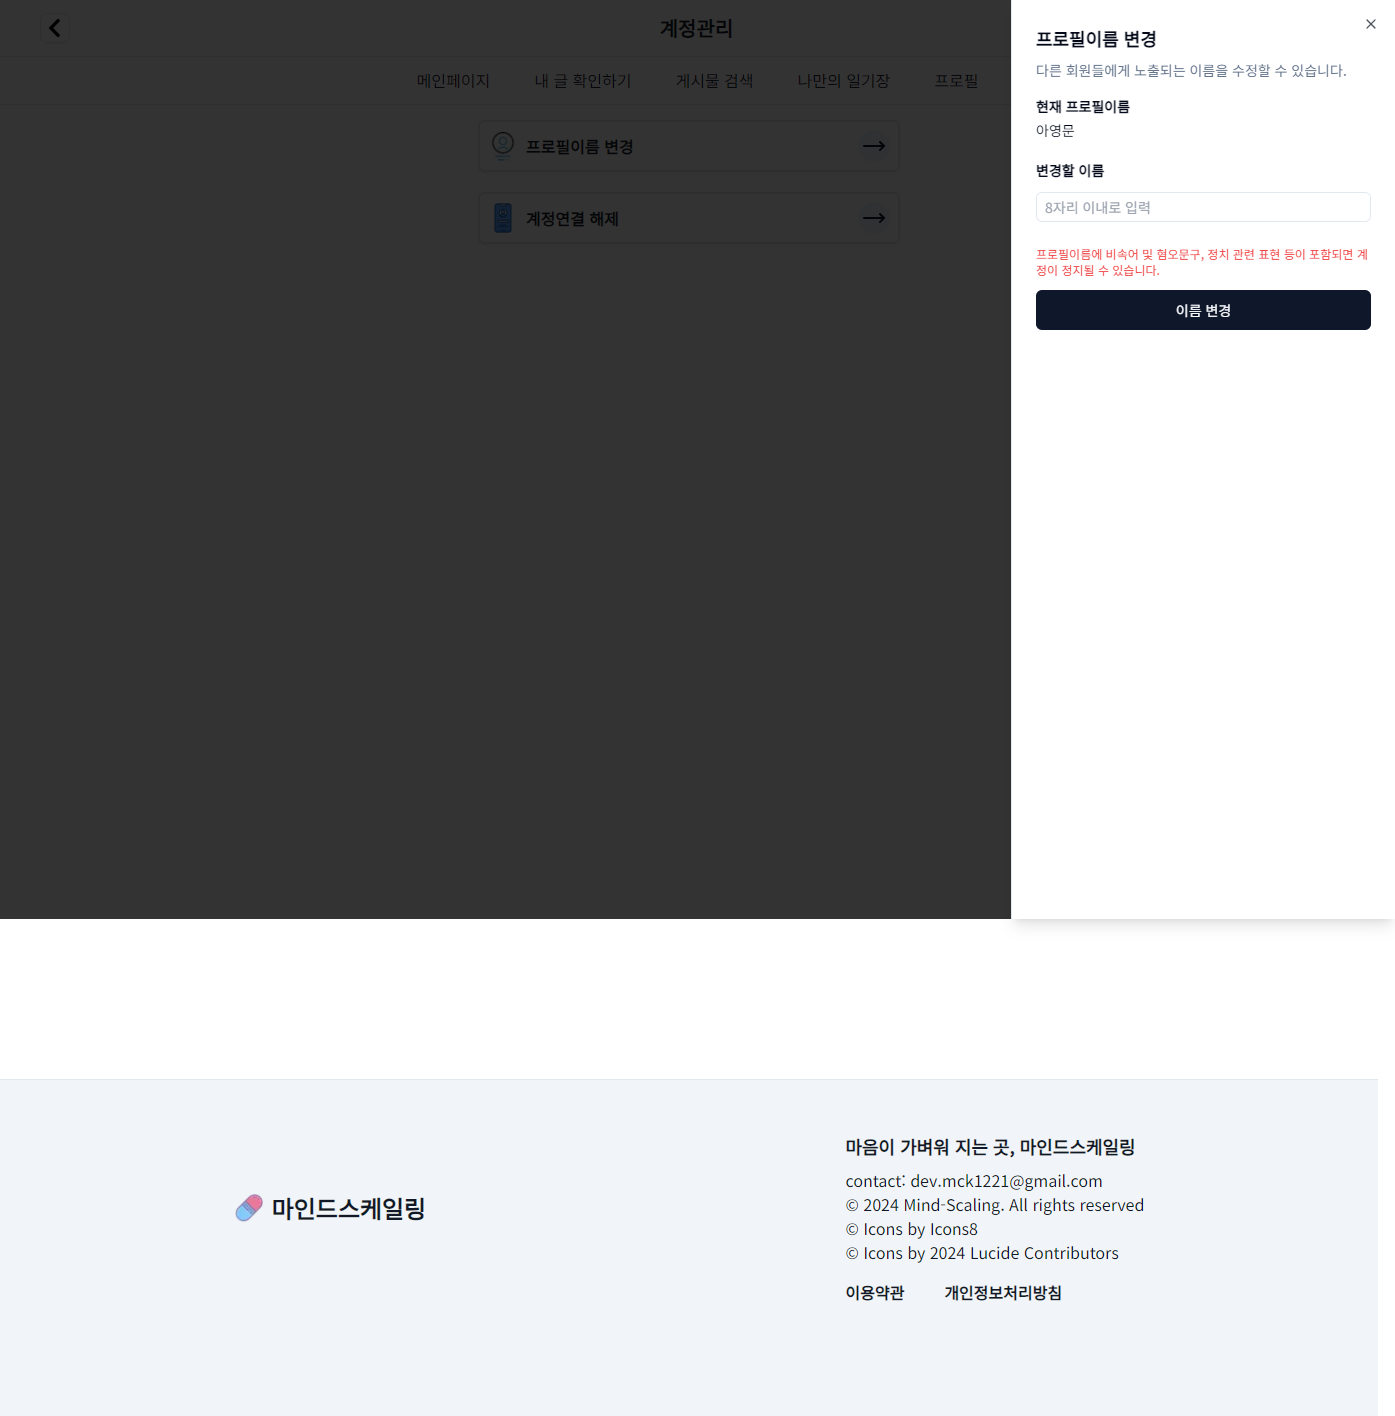 계정관리
메인페이지 내 글 확인하기 게시물 검색 나만의 일기장 프로필
프로필이름 변경
계정연결 해제
프로필이름 변경
다른 회원들에게 노출되는 이름을 수정할 수 있습니다.
현재 프로필이름
아영문
변경할 이름
8자리 이내로 입력
프로필이름에 비속어 및 혐오문구, 정치 관련 표현 등이 포함되면 계
정이 정지될 수 있습니다.
이름 변경
마인드스케일링
마음이 가벼워 지는 곳, 마인드스케일링
contact: dev.mck1221@gmail.com
© 2024 Mind-Scaling. All rights reserved
© Icons by Icons8
© Icons by 2024 Lucide Contributors
이용약관 개인정보처리방침